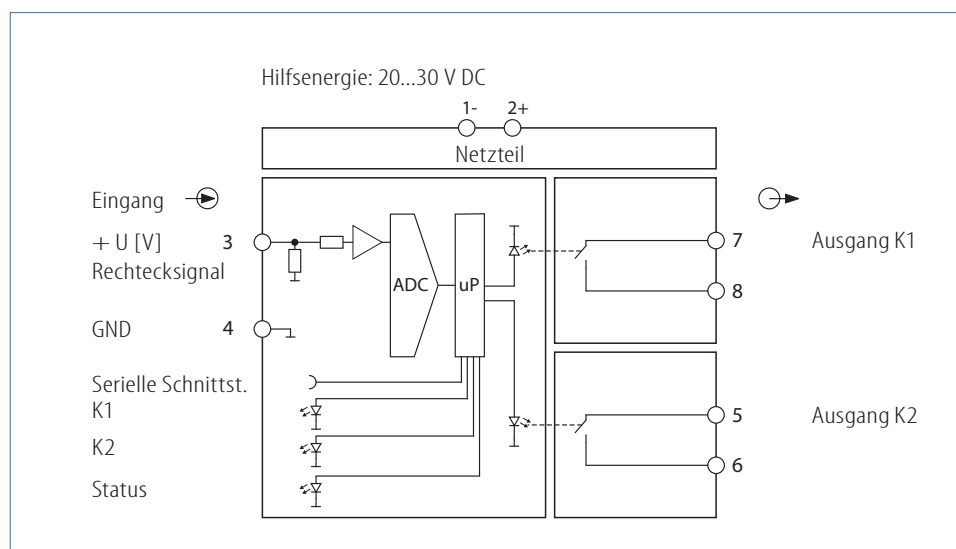 Hilfsenergie: 20...30 V DC
1- 2+
Netzteil
Eingang
+ U [V] 3
Rechtecksignal
GND 4
Serielle Schnittst.
K1
K2
Status
ADC
uP
7 Ausgang K1
8
5 Ausgang K2
6